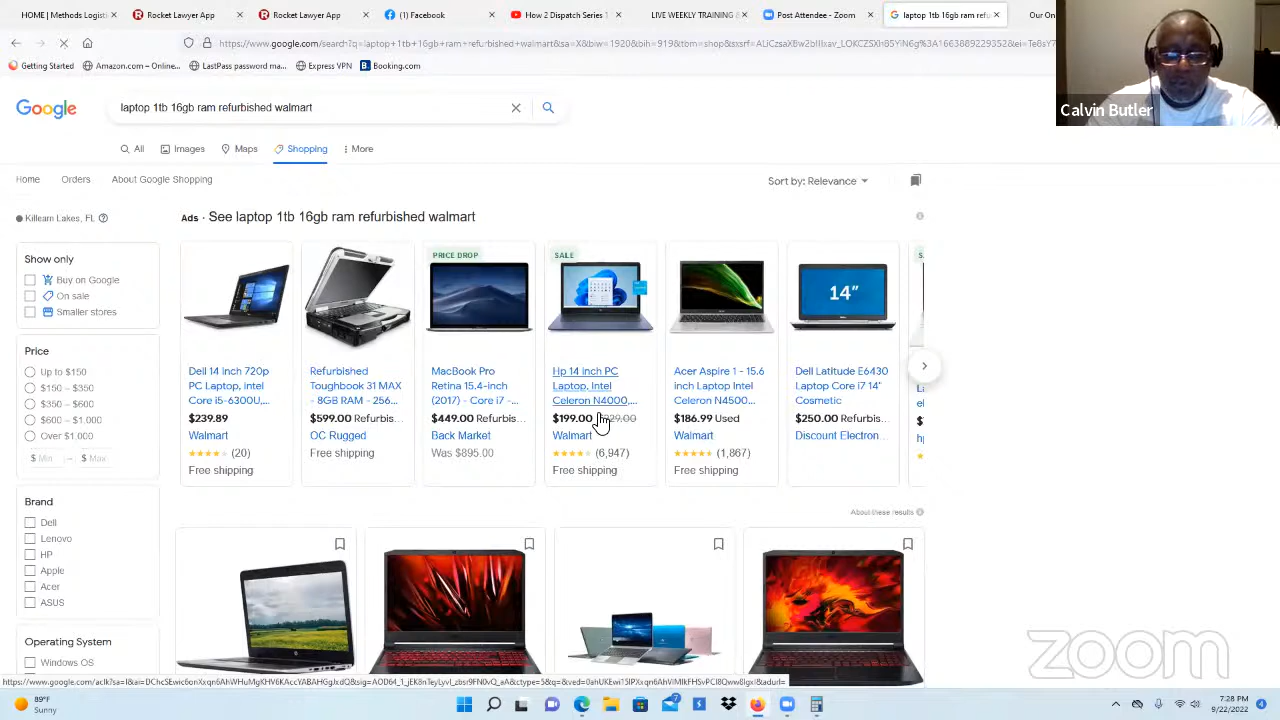 HOME | Motels & Logistic
Rocket Law App
Rocket Law App
(1) Facebook
How 2 Dispatch Series 1
LIVE WEEKLY TRAINING &
Post Attendee - Zoom
laptop 1tb 16gb ram refur
Our On
Getting Started
Amazon.com – Online...
LastPass password ma...
Express VPN
Booking.com
Calvin Butler
Google
laptop 1tb 16gb ram refurbished walmart
All
Images
Maps
Shopping
More
Home
Orders
About Google Shopping
Sort by: Relevance
Killearn Lakes, FL
Ads · See laptop 1tb 16gb ram refurbished walmart
Show only
Buy on Google
On sale
Smaller stores
Price
Up to $150
$150 – $350
$350 – $600
$600 – $1,000
Over $1,000
$ Min – $ Max
Brand
Dell
Lenovo
HP
Apple
Acer
ASUS
Operating System
Windows OS
Dell 14 Inch 720p
PC Laptop, Intel
Core i5-6300U,...
$239.99
Walmart
(20)
Free shipping
Refurbished
Toughbook 31 MAX
- 8GB RAM - 256...
$599.00 Refurbis...
OC Rugged
Free shipping
PRICE DROP
MacBook Pro
Retina 15.4-inch
(2017) - Core i7 -...
$449.00 Refurbis...
Back Market
Was $895.00
SALE
Hp 14 inch PC
Laptop, Intel
Celeron N4000,...
$199.00
Walmart
(6,947)
Free shipping
Acer Aspire 1 - 15.6
inch Laptop Intel
Celeron N4500...
$186.99 Used
Walmart
(1,867)
Free shipping
14"
Dell Latitude E6430
Laptop Core i7 14"
Cosmetic
$250.00 Refurbis...
Discount Electron...
About these results
zoom
89°F
Sunny
7:28 PM
9/22/2022